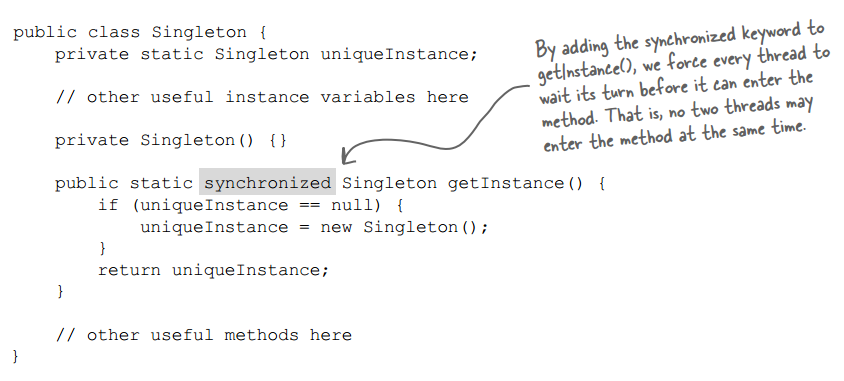 public class Singleton {
    private static Singleton uniqueInstance;

    // other useful instance variables here

    private Singleton() {}

    public static synchronized Singleton getInstance() {
        if (uniqueInstance == null) {
            uniqueInstance = new Singleton();
        }
        return uniqueInstance;
    }

    // other useful methods here
}
By adding the synchronized keyword to
getInstance(), we force every thread to
wait its turn before it can enter the
method. That is, no two threads may
enter the method at the same time.